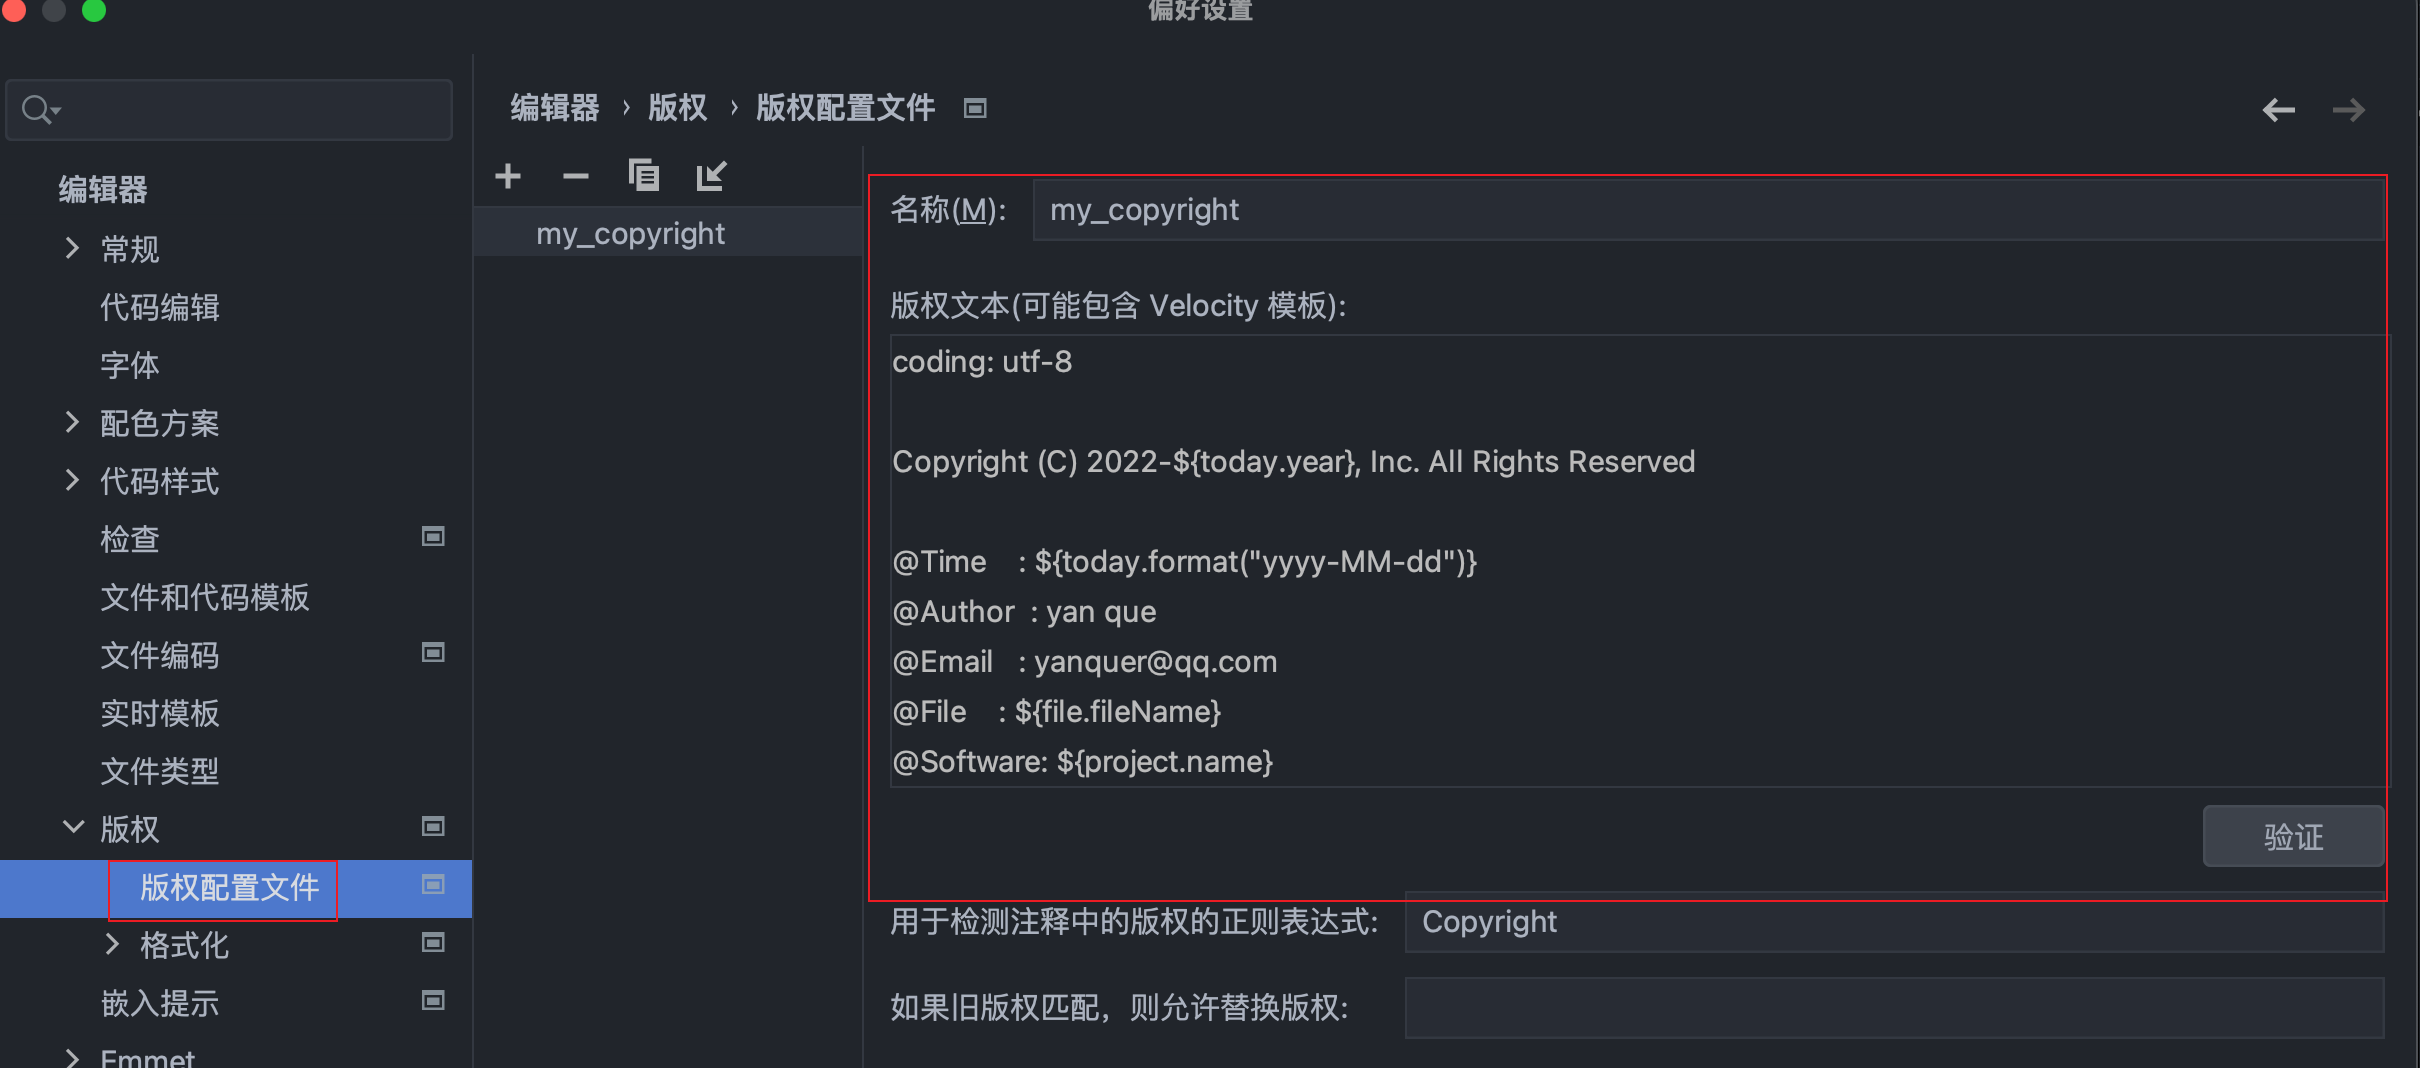 偏好设置
编辑器 › 版权 › 版权配置文件
编辑器
常规
代码编辑
字体
配色方案
代码样式
检查
文件和代码模板
文件编码
实时模板
文件类型
版权
版权配置文件
格式化
嵌入提示
Emmet
my_copyright
名称(M): my_copyright
版权文本(可能包含 Velocity 模板):
coding: utf-8
Copyright (C) 2022-${today.year}, Inc. All Rights Reserved
@Time    : ${today.format("yyyy-MM-dd")}
@Author  : yan que
@Email   : yanquer@qq.com
@File    : ${file.fileName}
@Software: ${project.name}
验证
用于检测注释中的版权的正则表达式: Copyright
如果旧版权匹配，则允许替换版权: